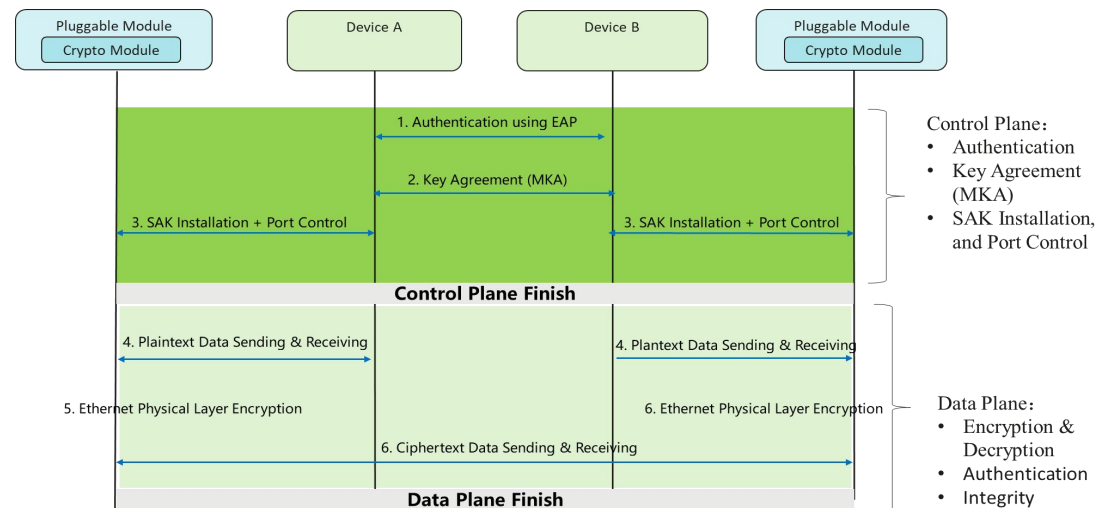 Pluggable Module
Crypto Module
Device A
Device B
Pluggable Module
Crypto Module
1. Authentication using EAP
2. Key Agreement (MKA)
3. SAK Installation + Port Control
3. SAK Installation + Port Control
Control Plane:
• Authentication
• Key Agreement
(MKA)
• SAK Installation,
and Port Control
Control Plane Finish
4. Plaintext Data Sending & Receiving
4. Plantext Data Sending & Receiving
5. Ethernet Physical Layer Encryption
6. Ethernet Physical Layer Encryption
6. Ciphertext Data Sending & Receiving
Data Plane:
• Encryption &
Decryption
• Authentication
• Integrity
Data Plane Finish